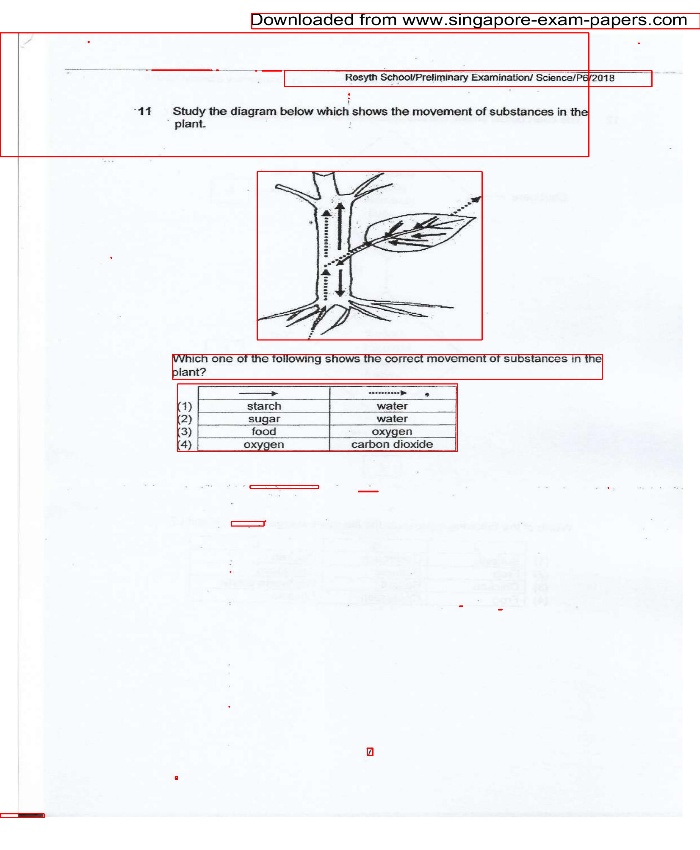 Downloaded from www.singapore-exam-papers.com
Rosyth School/Preliminary Examination/ Science/P6/2018
11 Study the diagram below which shows the movement of substances in the
plant.
Which one of the following shows the correct movement of substances in the
plant?
(1) starch water
(2) sugar water
(3) food oxygen
(4) oxygen carbon dioxide
7